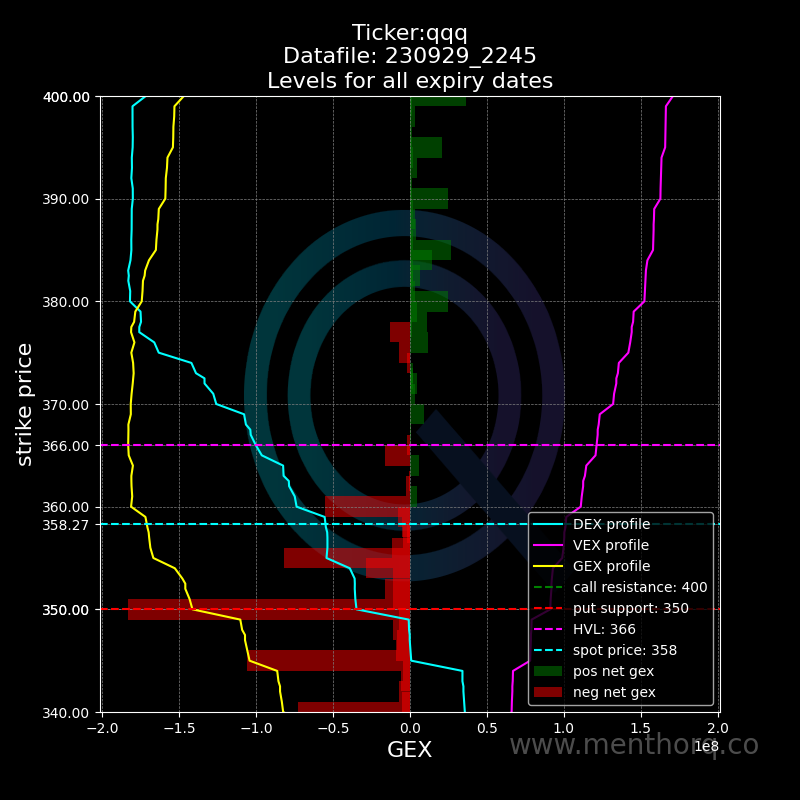 Ticker:qqq
Datafile: 230929_2245
Levels for all expiry dates
400.00
390.00
380.00
370.00
366.00
360.00
358.27
350.00
340.00
strike price
DEX profile
VEX profile
GEX profile
call resistance: 400
put support: 350
HVL: 366
spot price: 358
pos net gex
neg net gex
−2.0 −1.5 −1.0 −0.5 0.0 0.5 1.0 1.5 2.0
1e8
GEX
www.menthorq.co